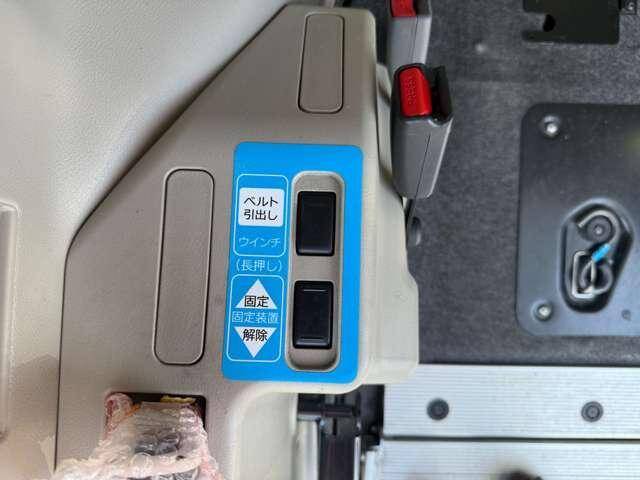 ベルト
引出し
ウインチ
(長押し)
固定
固定装置
解除